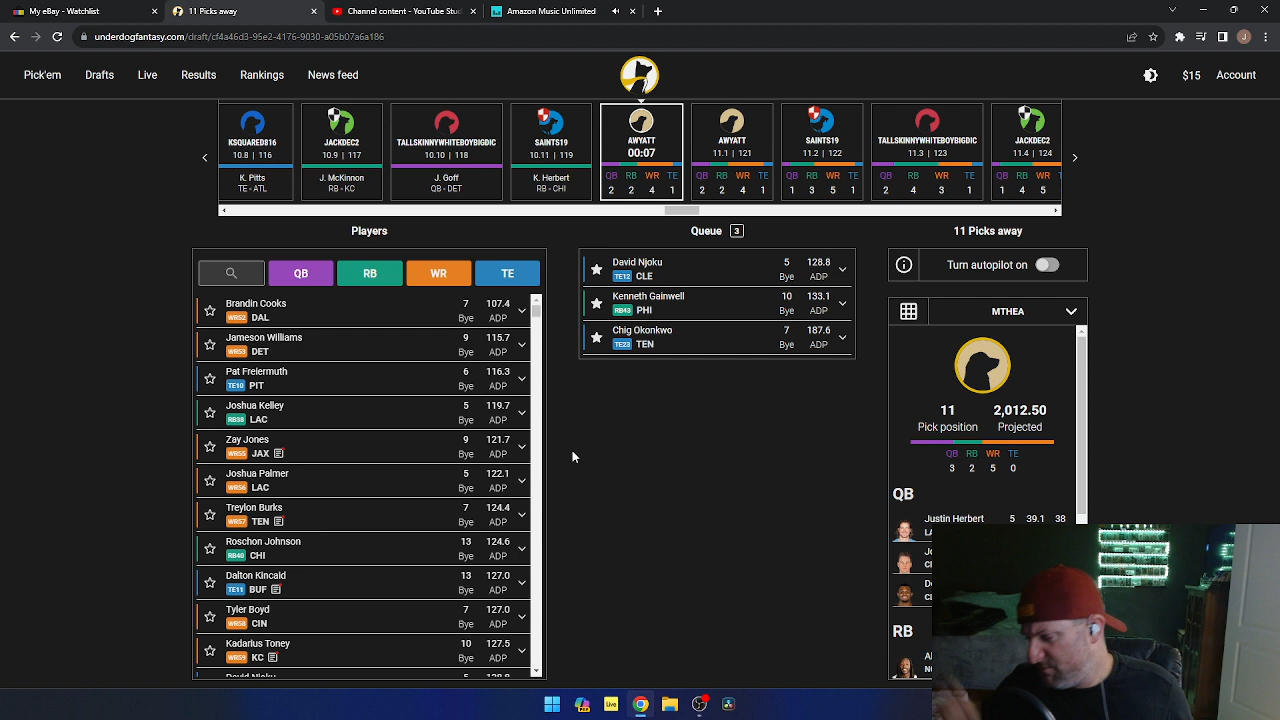 My eBay - Watchlist
11 Picks away
Channel content - YouTube Stud
Amazon Music Unlimited
underdogfantasy.com/draft/cf4a46d3-95e2-4176-9030-a05b07a6a186
J
Pick'em
Drafts
Live
Results
Rankings
News feed
$15
Account
KSQUARED816
10.8 | 116
K. Pitts
TE - ATL
JACKDEC2
10.9 | 117
J. McKinnon
RB - KC
TALLSKINNYWHITEBOYBIGDIC
10.10 | 118
J. Goff
QB - DET
SAINTS19
10.11 | 119
K. Herbert
RB - CHI
AWYATT
00:07
QB RB WR TE
2 2 4 1
AWYATT
11.1 | 121
QB RB WR TE
2 2 4 1
SAINTS19
11.2 | 122
QB RB WR TE
1 3 5 1
TALLSKINNYWHITEBOYBIGDIC
11.3 | 123
QB RB WR TE
2 4 3 1
JACKDEC2
11.4 | 124
QB RB WR
1 4 5
Players
QB
RB
WR
TE
Brandin Cooks 7 107.4
WR52 DAL Bye ADP
Jameson Williams 9 115.7
WR53 DET Bye ADP
Pat Freiermuth 6 116.3
TE10 PIT Bye ADP
Joshua Kelley 5 119.7
RB38 LAC Bye ADP
Zay Jones 9 121.7
WR55 JAX Bye ADP
Joshua Palmer 5 122.1
WR56 LAC Bye ADP
Treylon Burks 7 124.4
WR57 TEN Bye ADP
Roschon Johnson 13 124.6
RB40 CHI Bye ADP
Dalton Kincaid 13 127.0
TE11 BUF Bye ADP
Tyler Boyd 7 127.0
WR58 CIN Bye ADP
Kadarius Toney 10 127.5
WR59 KC Bye ADP
Queue 3
David Njoku 5 128.8
TE12 CLE Bye ADP
Kenneth Gainwell 10 133.1
RB43 PHI Bye ADP
Chig Okonkwo 7 187.6
TE23 TEN Bye ADP
11 Picks away
Turn autopilot on
MTHEA
11 2,012.50
Pick position Projected
QB RB WR TE
3 2 5 0
QB
Justin Herbert 5 39.1 38
RB
Live